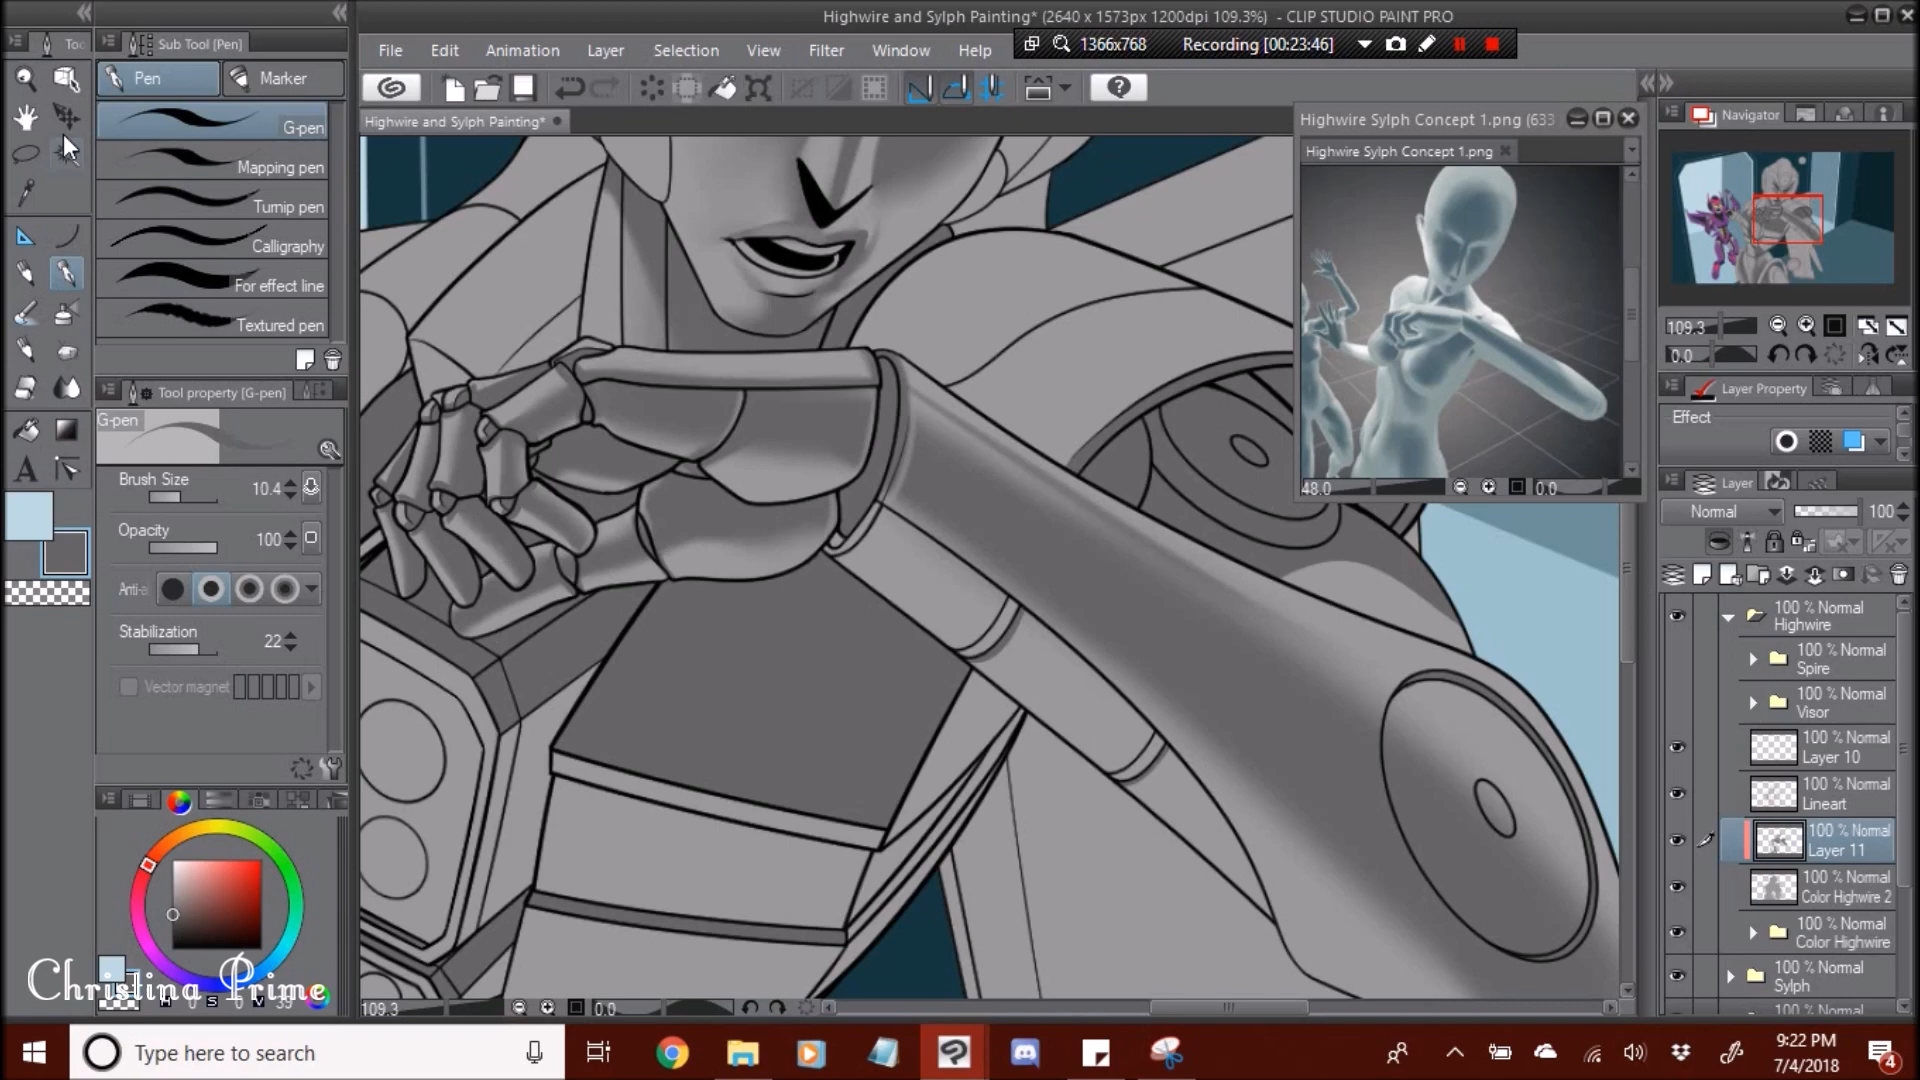 Highwire and Sylph Painting* (2640 x 1573px 1200dpi 109.3%) - CLIP STUDIO PAINT PRO
File Edit Animation Layer Selection View Filter Window Help
1366x768 Recording [00:23:46]
Sub Tool [Pen]
Pen Marker
G-pen
Mapping pen
Turnip pen
Calligraphy
For effect line
Textured pen
Tool property [G-pen]
G-pen
Brush Size 10.4
Opacity 100
Stabilization 22
Vector magnet
Highwire and Sylph Painting*
Highwire Sylph Concept 1.png (633
Highwire Sylph Concept 1.png
48.0 0.0
Navigator
109.3
0.0
Layer Property
Effect
Layer
Normal 100
100 % Normal
Highwire
100 % Normal
Spire
100 % Normal
Visor
100 % Normal
Layer 10
100 % Normal
Lineart
100 % Normal
Layer 11
100 % Normal
Color Highwire 2
100 % Normal
Color Highwire
100 % Normal
Sylph
100 % Normal
Christina Prime
H 0 S 0 V 39
109.3 0.0
Type here to search
9:22 PM
7/4/2018
4